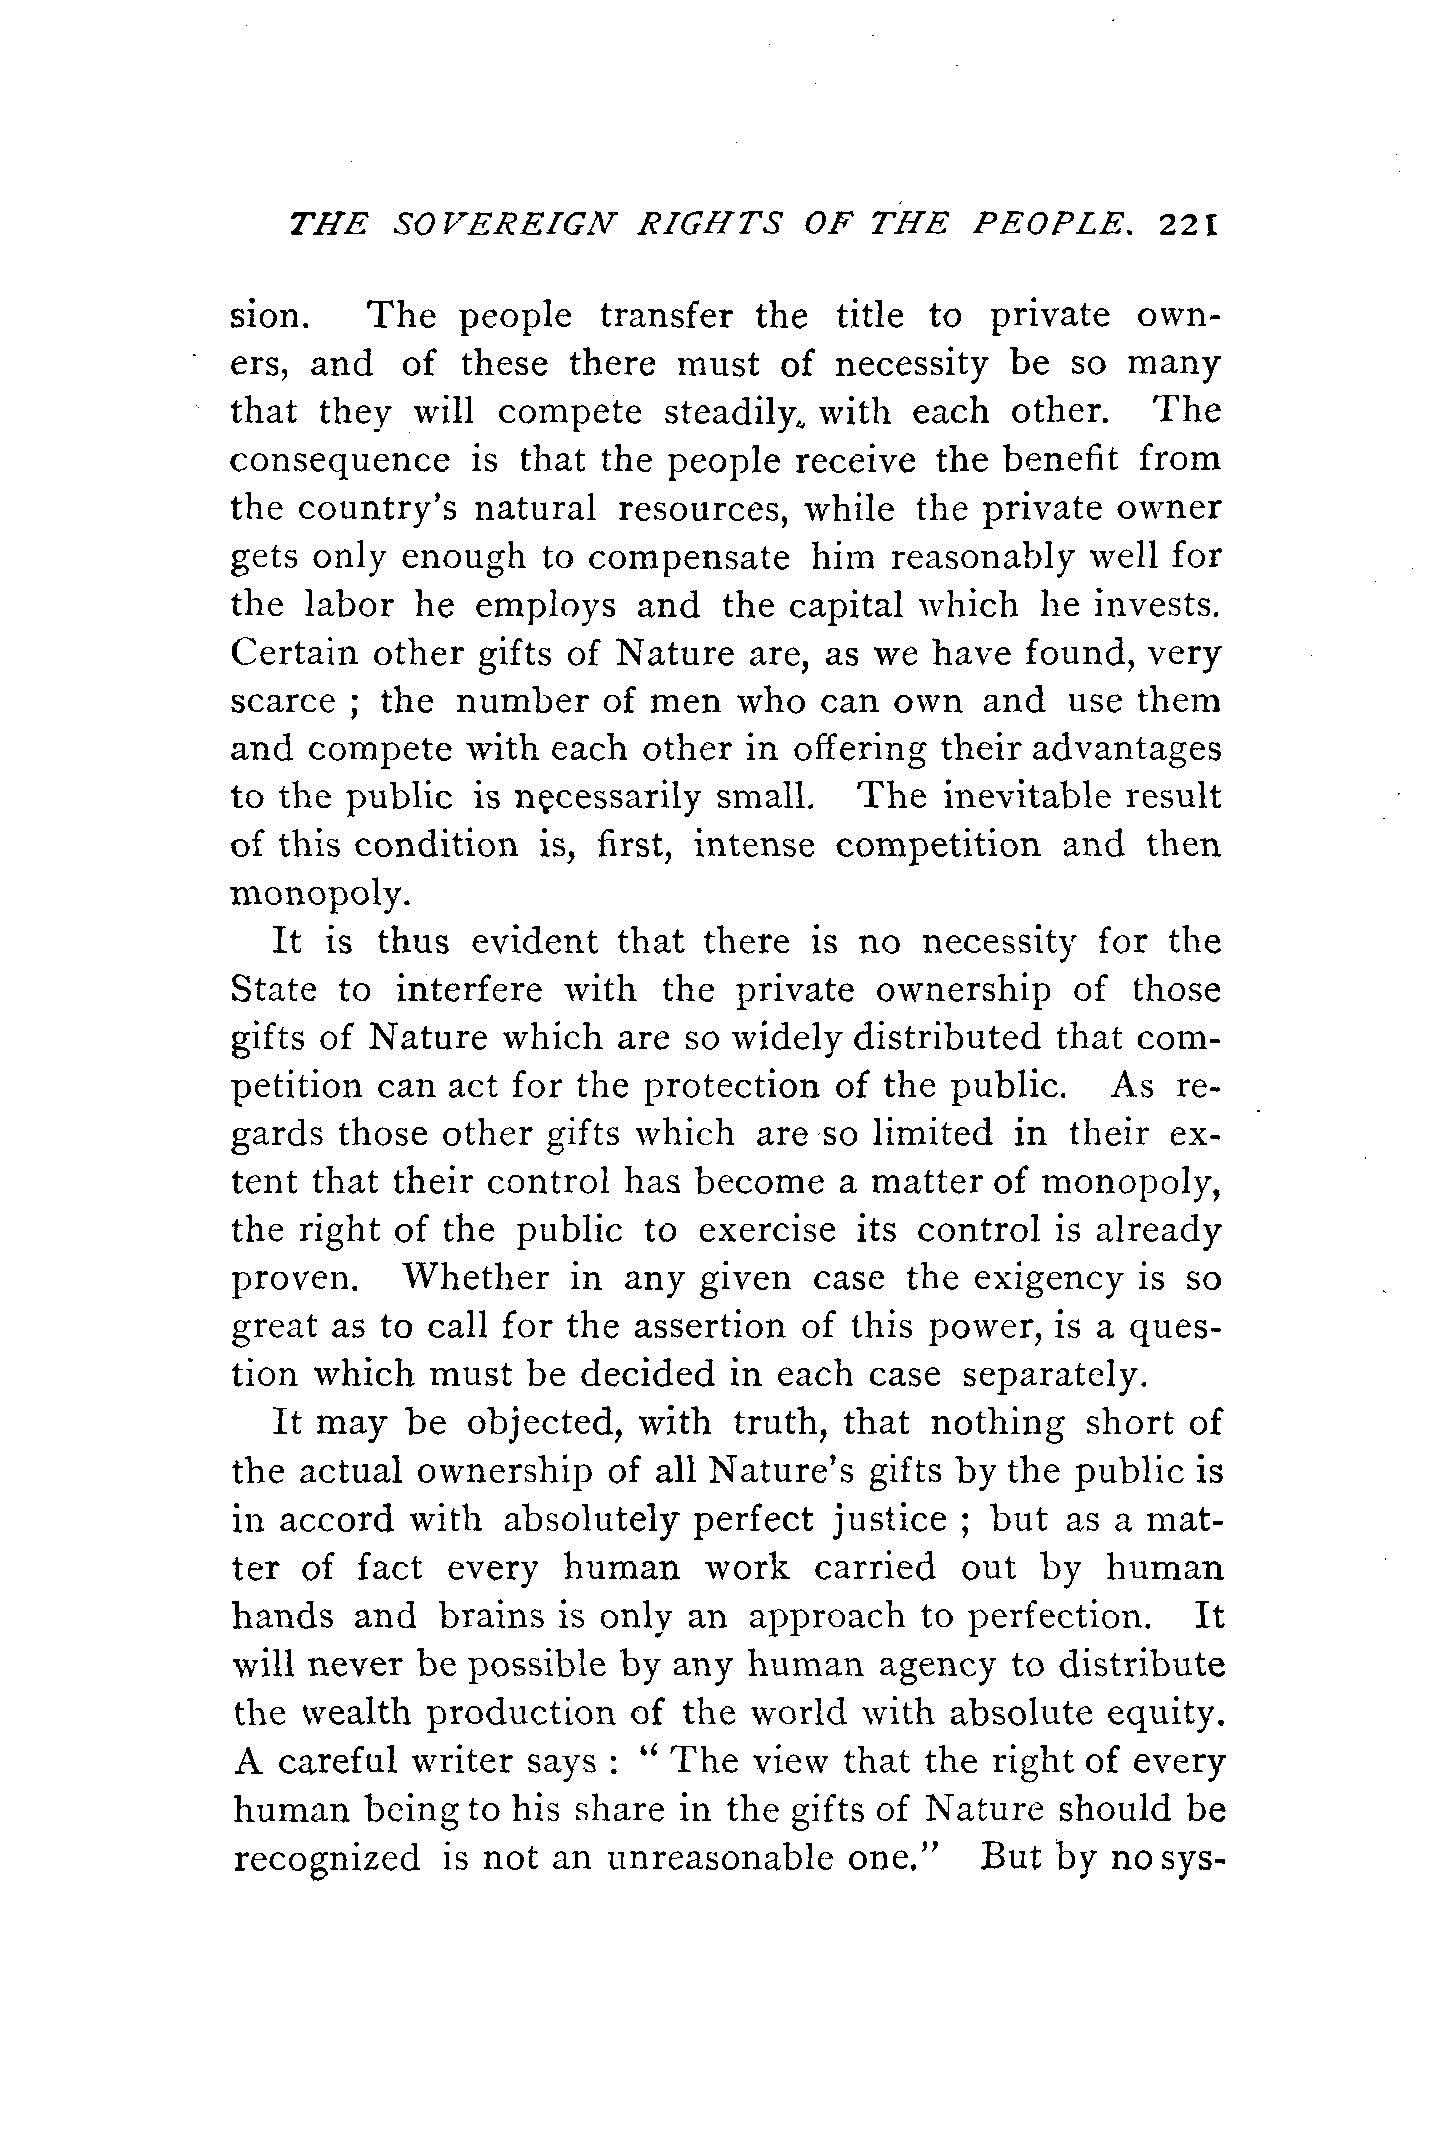 THE SOVEREIGN RIGHTS OF THE PEOPLE. 221
sion. The people transfer the title to private own-
ers, and of these there must of necessity be so many
that they will compete steadily, with each other. The
consequence is that the people receive the benefit from
the country's natural resources, while the private owner
gets only enough to compensate him reasonably well for
the labor he employs and the capital which he invests.
Certain other gifts of Nature are, as we have found, very
scarce ; the number of men who can own and use them
and compete with each other in offering their advantages
to the public is necessarily small. The inevitable result
of this condition is, first, intense competition and then
monopoly.
It is thus evident that there is no necessity for the
State to interfere with the private ownership of those
gifts of Nature which are so widely distributed that com-
petition can act for the protection of the public. As re-
gards those other gifts which are so limited in their ex-
tent that their control has become a matter of monopoly,
the right of the public to exercise its control is already
proven. Whether in any given case the exigency is so
great as to call for the assertion of this power, is a ques-
tion which must be decided in each case separately.
It may be objected, with truth, that nothing short of
the actual ownership of all Nature's gifts by the public is
in accord with absolutely perfect justice ; but as a mat-
ter of fact every human work carried out by human
hands and brains is only an approach to perfection. It
will never be possible by any human agency to distribute
the wealth production of the world with absolute equity.
A careful writer says : “ The view that the right of every
human being to his share in the gifts of Nature should be
recognized is not an unreasonable one.” But by no sys-